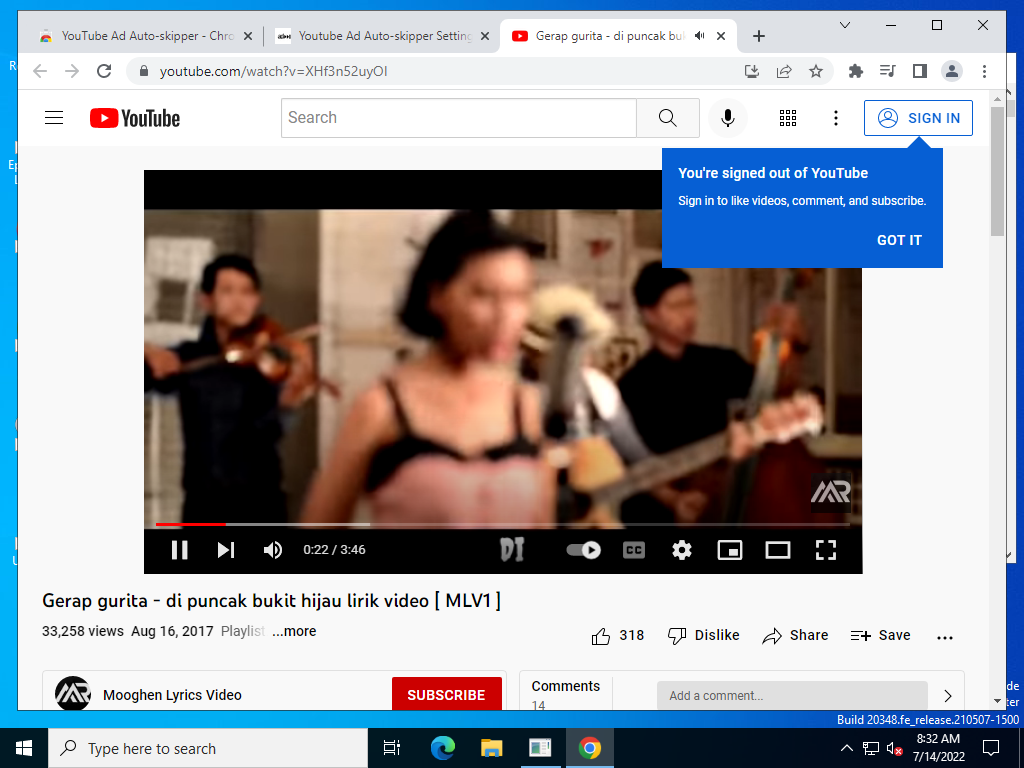 YouTube Ad Auto-skipper - Chro
Youtube Ad Auto-skipper Setting
Gerap gurita - di puncak buk
youtube.com/watch?v=XHf3n52uyOI
YouTube
Search
SIGN IN
You're signed out of YouTube
Sign in to like videos, comment, and subscribe.
GOT IT
MR
0:22 / 3:46
DI
CC
Gerap gurita - di puncak bukit hijau lirik video [ MLV1 ]
33,258 views Aug 16, 2017 Playlist ...more
318
Dislike
Share
Save
Mooghen Lyrics Video
SUBSCRIBE
Comments
14
Add a comment...
Build 20348.fe_release.210507-1500
Type here to search
8:32 AM
7/14/2022